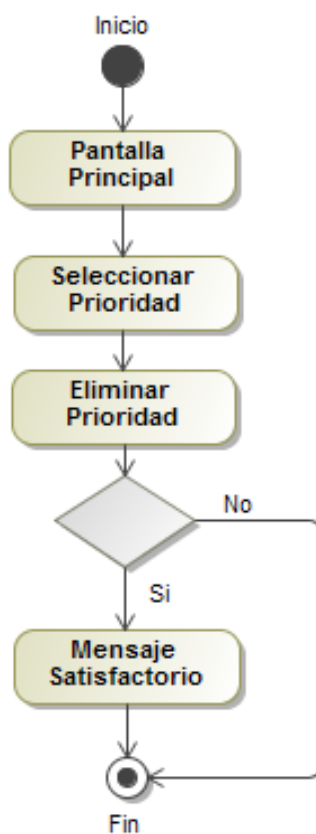 Inicio
Pantalla
Principal
Seleccionar
Prioridad
Eliminar
Prioridad
No
Si
Mensaje
Satisfactorio
Fin